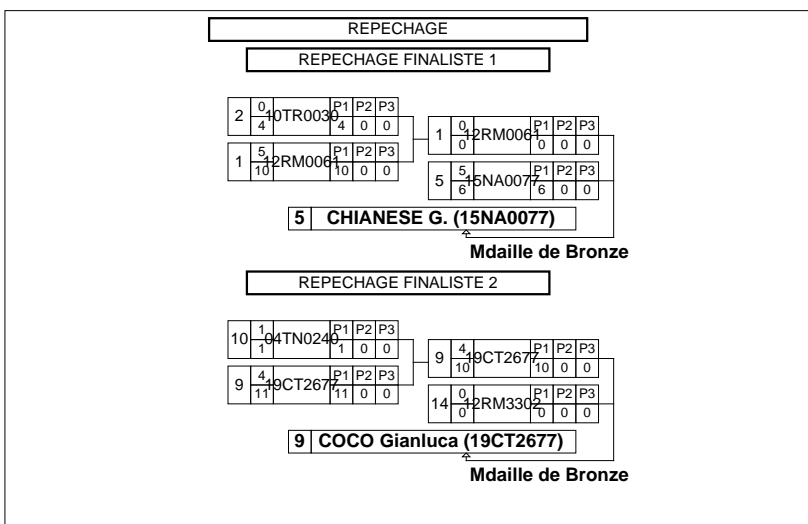 REPECHAGE
REPECHAGE FINALISTE 1
2 0 10TR0030 P1 P2 P3
4 4 0 0
1 0 12RM0061 P1 P2 P3
0 0 0 0
1 5 12RM0061 P1 P2 P3
10 10 0 0
5 5 15NA0077 P1 P2 P3
6 6 0 0
5 CHIANESE G. (15NA0077)
Mdaille de Bronze
REPECHAGE FINALISTE 2
10 1 04TN0240 P1 P2 P3
1 1 0 0
9 4 19CT2677 P1 P2 P3
10 10 0 0
9 4 19CT2677 P1 P2 P3
11 11 0 0
14 0 12RM3302 P1 P2 P3
0 0 0 0
9 COCO Gianluca (19CT2677)
Mdaille de Bronze